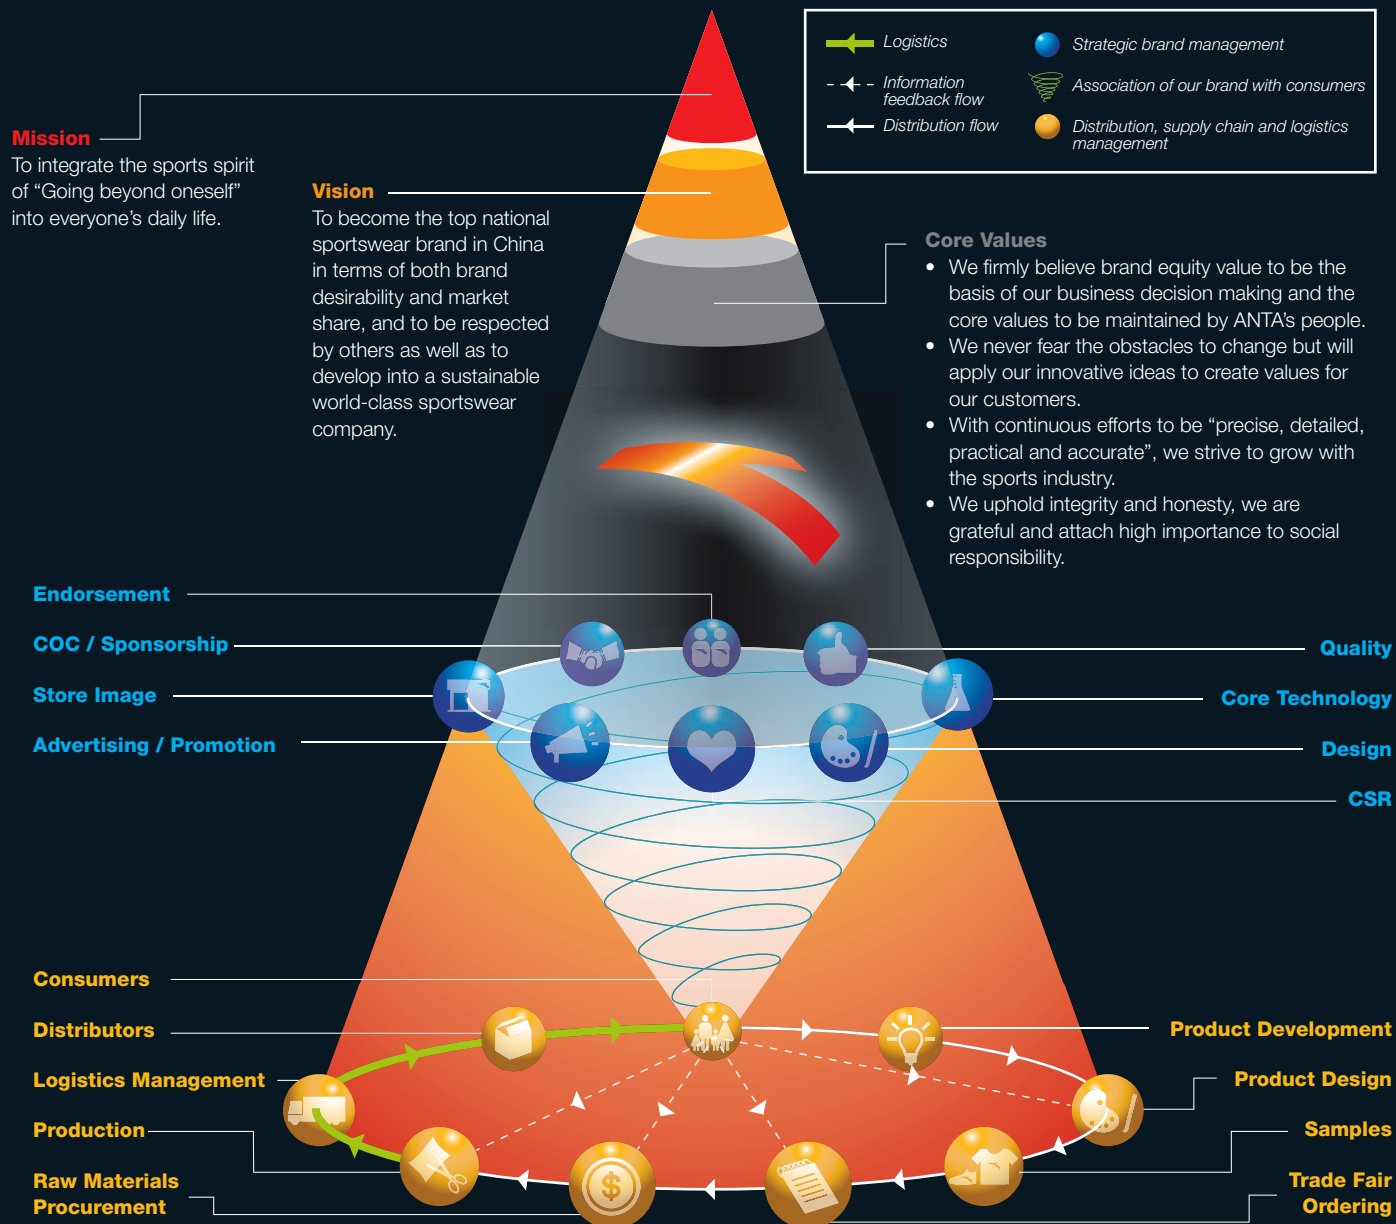 Logistics
Information
feedback flow
Distribution flow
Strategic brand management
Association of our brand with consumers
Distribution, supply chain and logistics
management
Mission
To integrate the sports spirit
of “Going beyond oneself”
into everyone’s daily life.
Vision
To become the top national
sportswear brand in China
in terms of both brand
desirability and market
share, and to be respected
by others as well as to
develop into a sustainable
world-class sportswear
company.
Core Values
• We firmly believe brand equity value to be the
basis of our business decision making and the
core values to be maintained by ANTA’s people.
• We never fear the obstacles to change but will
apply our innovative ideas to create values for
our customers.
• With continuous efforts to be “precise, detailed,
practical and accurate”, we strive to grow with
the sports industry.
• We uphold integrity and honesty, we are
grateful and attach high importance to social
responsibility.
Endorsement
COC / Sponsorship
Store Image
Advertising / Promotion
Quality
Core Technology
Design
CSR
Consumers
Distributors
Logistics Management
Production
Raw Materials
Procurement
Product Development
Product Design
Samples
Trade Fair
Ordering
$